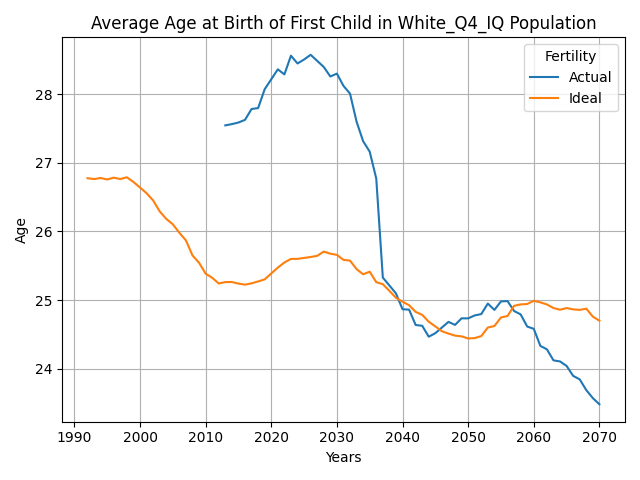 Average Age at Birth of First Child in White_Q4_IQ Population
Fertility
Actual
Ideal
28
27
26
25
24
Age
1990 2000 2010 2020 2030 2040 2050 2060 2070
Years